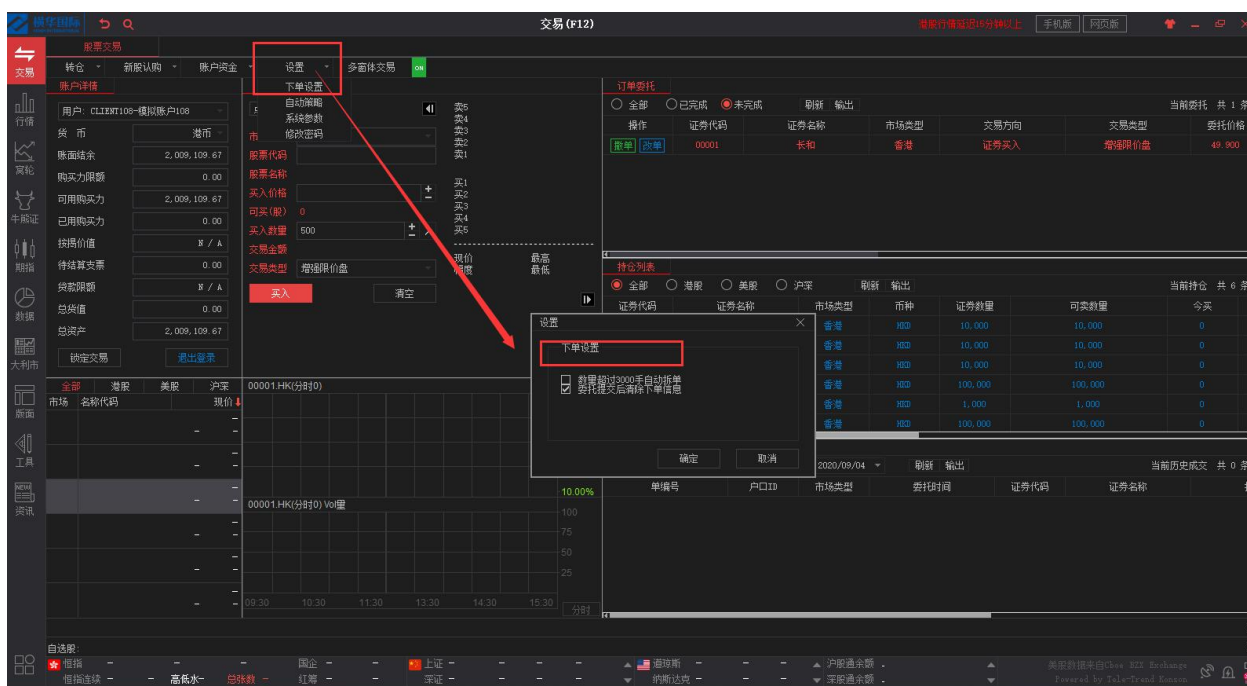 横华国际
交易(F12)
港股行情延迟15分钟以上 手机版 网页版
股票交易
交易
转仓 新股认购 账户资金 设置 多窗体交易 ON
下单设置
自动策略
系统参数
修改密码
账户详情
用户: CLIENT108-模拟账户108
货 币 港币
账面结余 2,009,109.67
购买力限额 0.00
可用购买力 2,009,109.67
已用购买力 0.00
按揭价值 N / A
待结算支票 0.00
贷款限额 N / A
总货值 0.00
总资产 2,009,109.67
锁定交易 退出登录
行情
窝轮
牛熊证
期指
数据
大利市
版面
工具
资讯
市
股票代码
股票名称
买入价格
可买(股) 0
买入数量 500
交易金额
交易类型 增强限价盘
买入 清空
卖5
卖4
卖3
卖2
卖1
买1
买2
买3
买4
买5
现价 最高
幅度 最低
订单委托
全部 已完成 未完成 刷新 输出 当前委托 共 1 条
操作 证券代码 证券名称 市场类型 交易方向 交易类型 委托价格
撤单 改单 00001 长和 香港 证券买入 增强限价盘 49.900
持仓列表
全部 港股 美股 沪深 刷新 输出 当前持仓 共 6 条
证券代码 证券名称 市场类型 币种 证券数量 可卖数量 今买
香港 HKD 10,000 10,000 0
香港 HKD 10,000 10,000 0
香港 HKD 10,000 10,000 0
香港 HKD 100,000 100,000 0
香港 HKD 1,000 1,000 0
香港 HKD 100,000 100,000 0
设置
下单设置
数量超过3000手自动拆单
委托提交后清除下单信息
确定 取消
2020/09/04 刷新 输出 当前历史成交 共 0 条
单编号 户口ID 市场类型 委托时间 证券代码 证券名称
全部 港股 美股 沪深
市场 名称代码 现价
00001.HK(分时0)
10.00%
00001.HK(分时0) Vol量
100
75
50
25
09:30 10:30 11:30 13:30 14:30 15:30 分时
自选股:
恒指 - - - 国企 - - 上证 - - - 道琼斯 - - - 沪股通余额 -
恒指连续 - - 高低水- 总张数 - 红筹 - - 深证 - - - 纳斯达克 - - - 深股通余额 -
美股数据来自Cboe BZX Exchange
Powered by Tele-Trend Konson